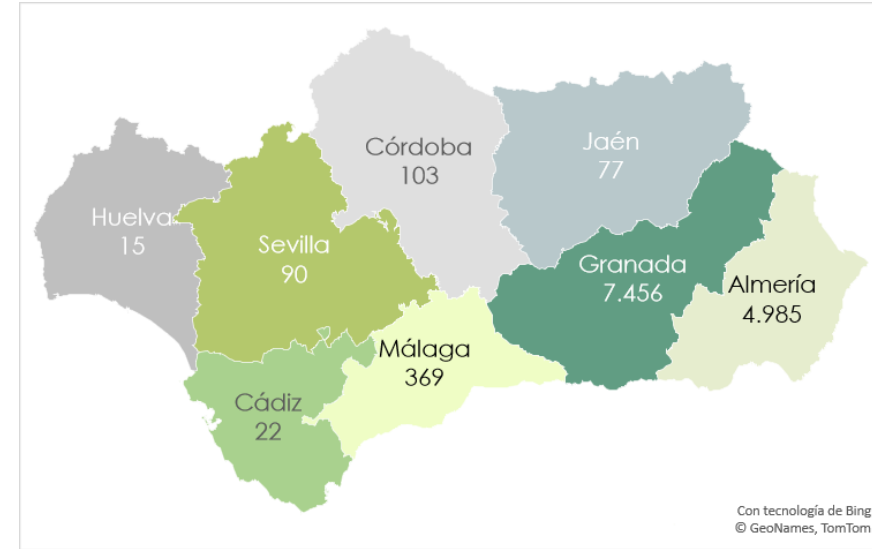 Córdoba
103
Jaén
77
Huelva
15
Sevilla
90
Granada
7.456
Almería
4.985
Málaga
369
Cádiz
22
Con tecnología de Bing
© GeoNames, TomTom